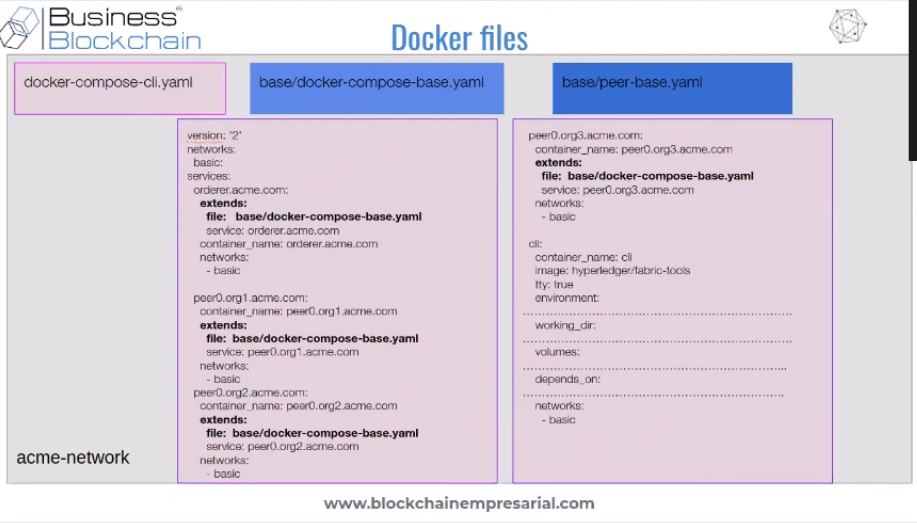 Business®
Blockchain
Docker files
docker-compose-cli.yaml
base/docker-compose-base.yaml
base/peer-base.yaml
version: '2'
networks:
basic:
services:
orderer.acme.com:
extends:
file: base/docker-compose-base.yaml
service: orderer.acme.com
container_name: orderer.acme.com
networks:
- basic
peer0.org1.acme.com:
container_name: peer0.org1.acme.com
extends:
file: base/docker-compose-base.yaml
service: peer0.org1.acme.com
networks:
- basic
peer0.org2.acme.com:
container_name: peer0.org2.acme.com
extends:
file: base/docker-compose-base.yaml
service: peer0.org2.acme.com
networks:
- basic
peer0.org3.acme.com:
container_name: peer0.org3.acme.com
extends:
file: base/docker-compose-base.yaml
service: peer0.org3.acme.com
networks:
- basic
cli:
container_name: cli
image: hyperledger/fabric-tools
tty: true
environment:
................................................................................
working_dir:
................................................................................
volumes:
...............................................................................
depends_on:
..............................................................................
networks:
- basic
acme-network
www.blockchainempresarial.com